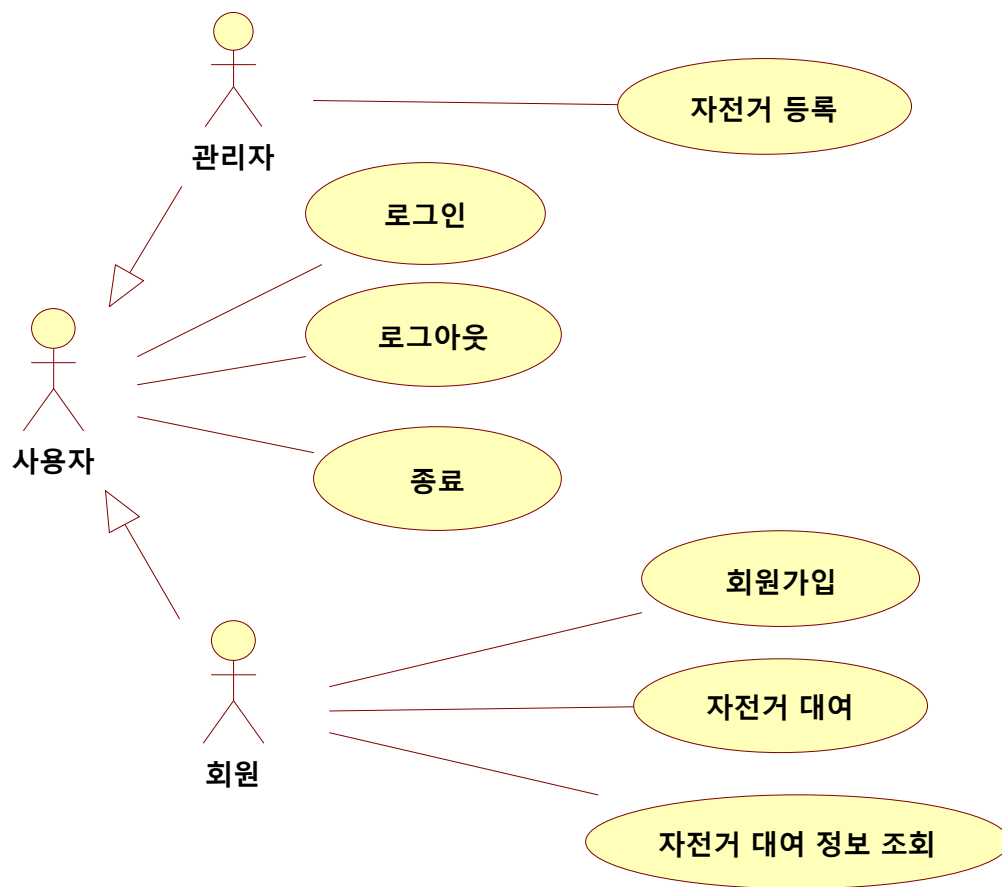 자전거 등록
관리자
로그인
로그아웃
사용자
종료
회원가입
자전거 대여
회원
자전거 대여 정보 조회